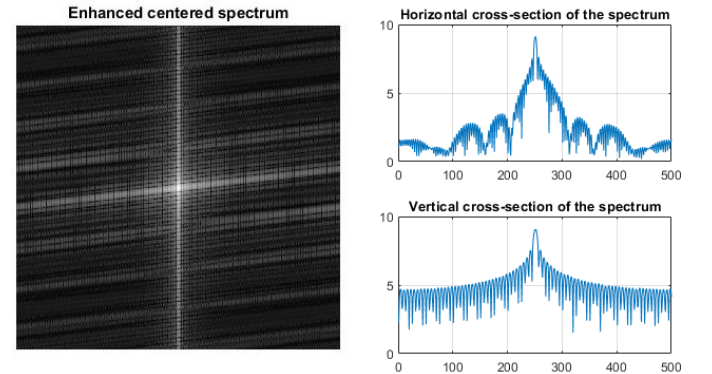 Enhanced centered spectrum
Horizontal cross-section of the spectrum
10
5
0
0 100 200 300 400 500
Vertical cross-section of the spectrum
10
5
0
0 100 200 300 400 500